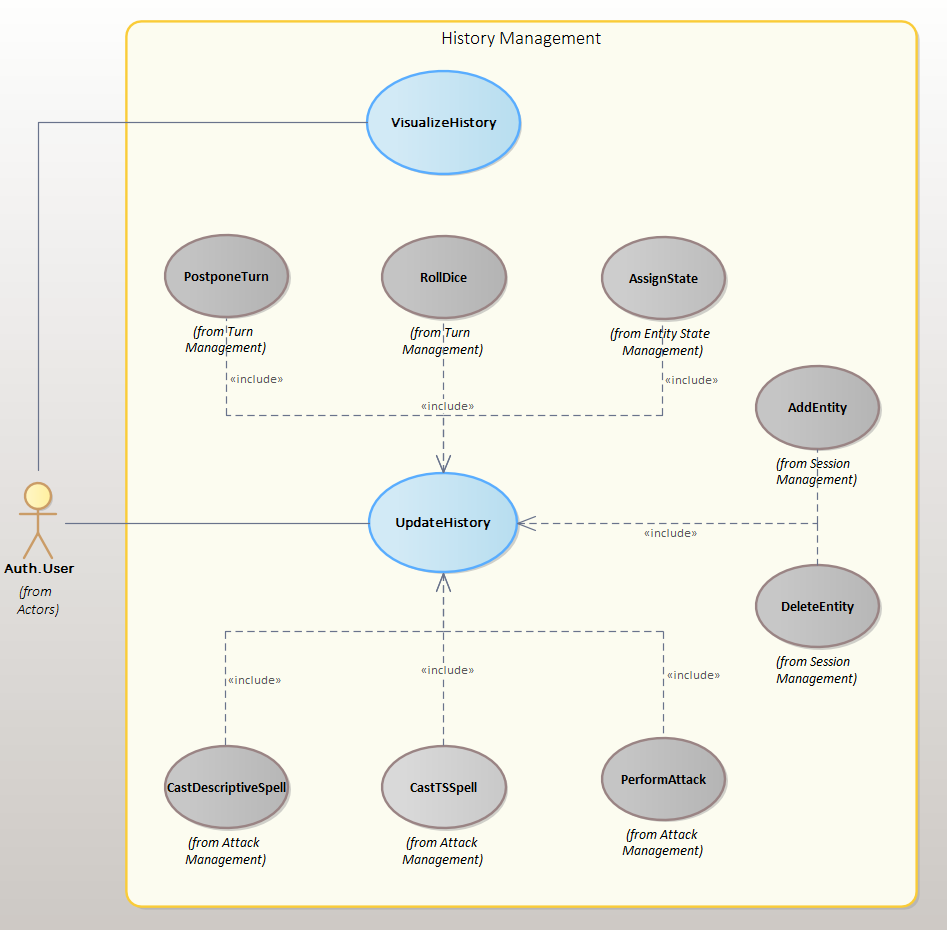 History Management
VisualizeHistory
PostponeTurn
RollDice
AssignState
(from Turn
Management)
(from Turn
Management)
(from Entity State
Management)
«include»
«include»
«include»
AddEntity
(from Session
Management)
UpdateHistory
«include»
Auth.User
(from
Actors)
DeleteEntity
(from Session
Management)
«include»
«include»
«include»
CastDescriptiveSpell
CastTSSpell
PerformAttack
(from Attack
Management)
(from Attack
Management)
(from Attack
Management)